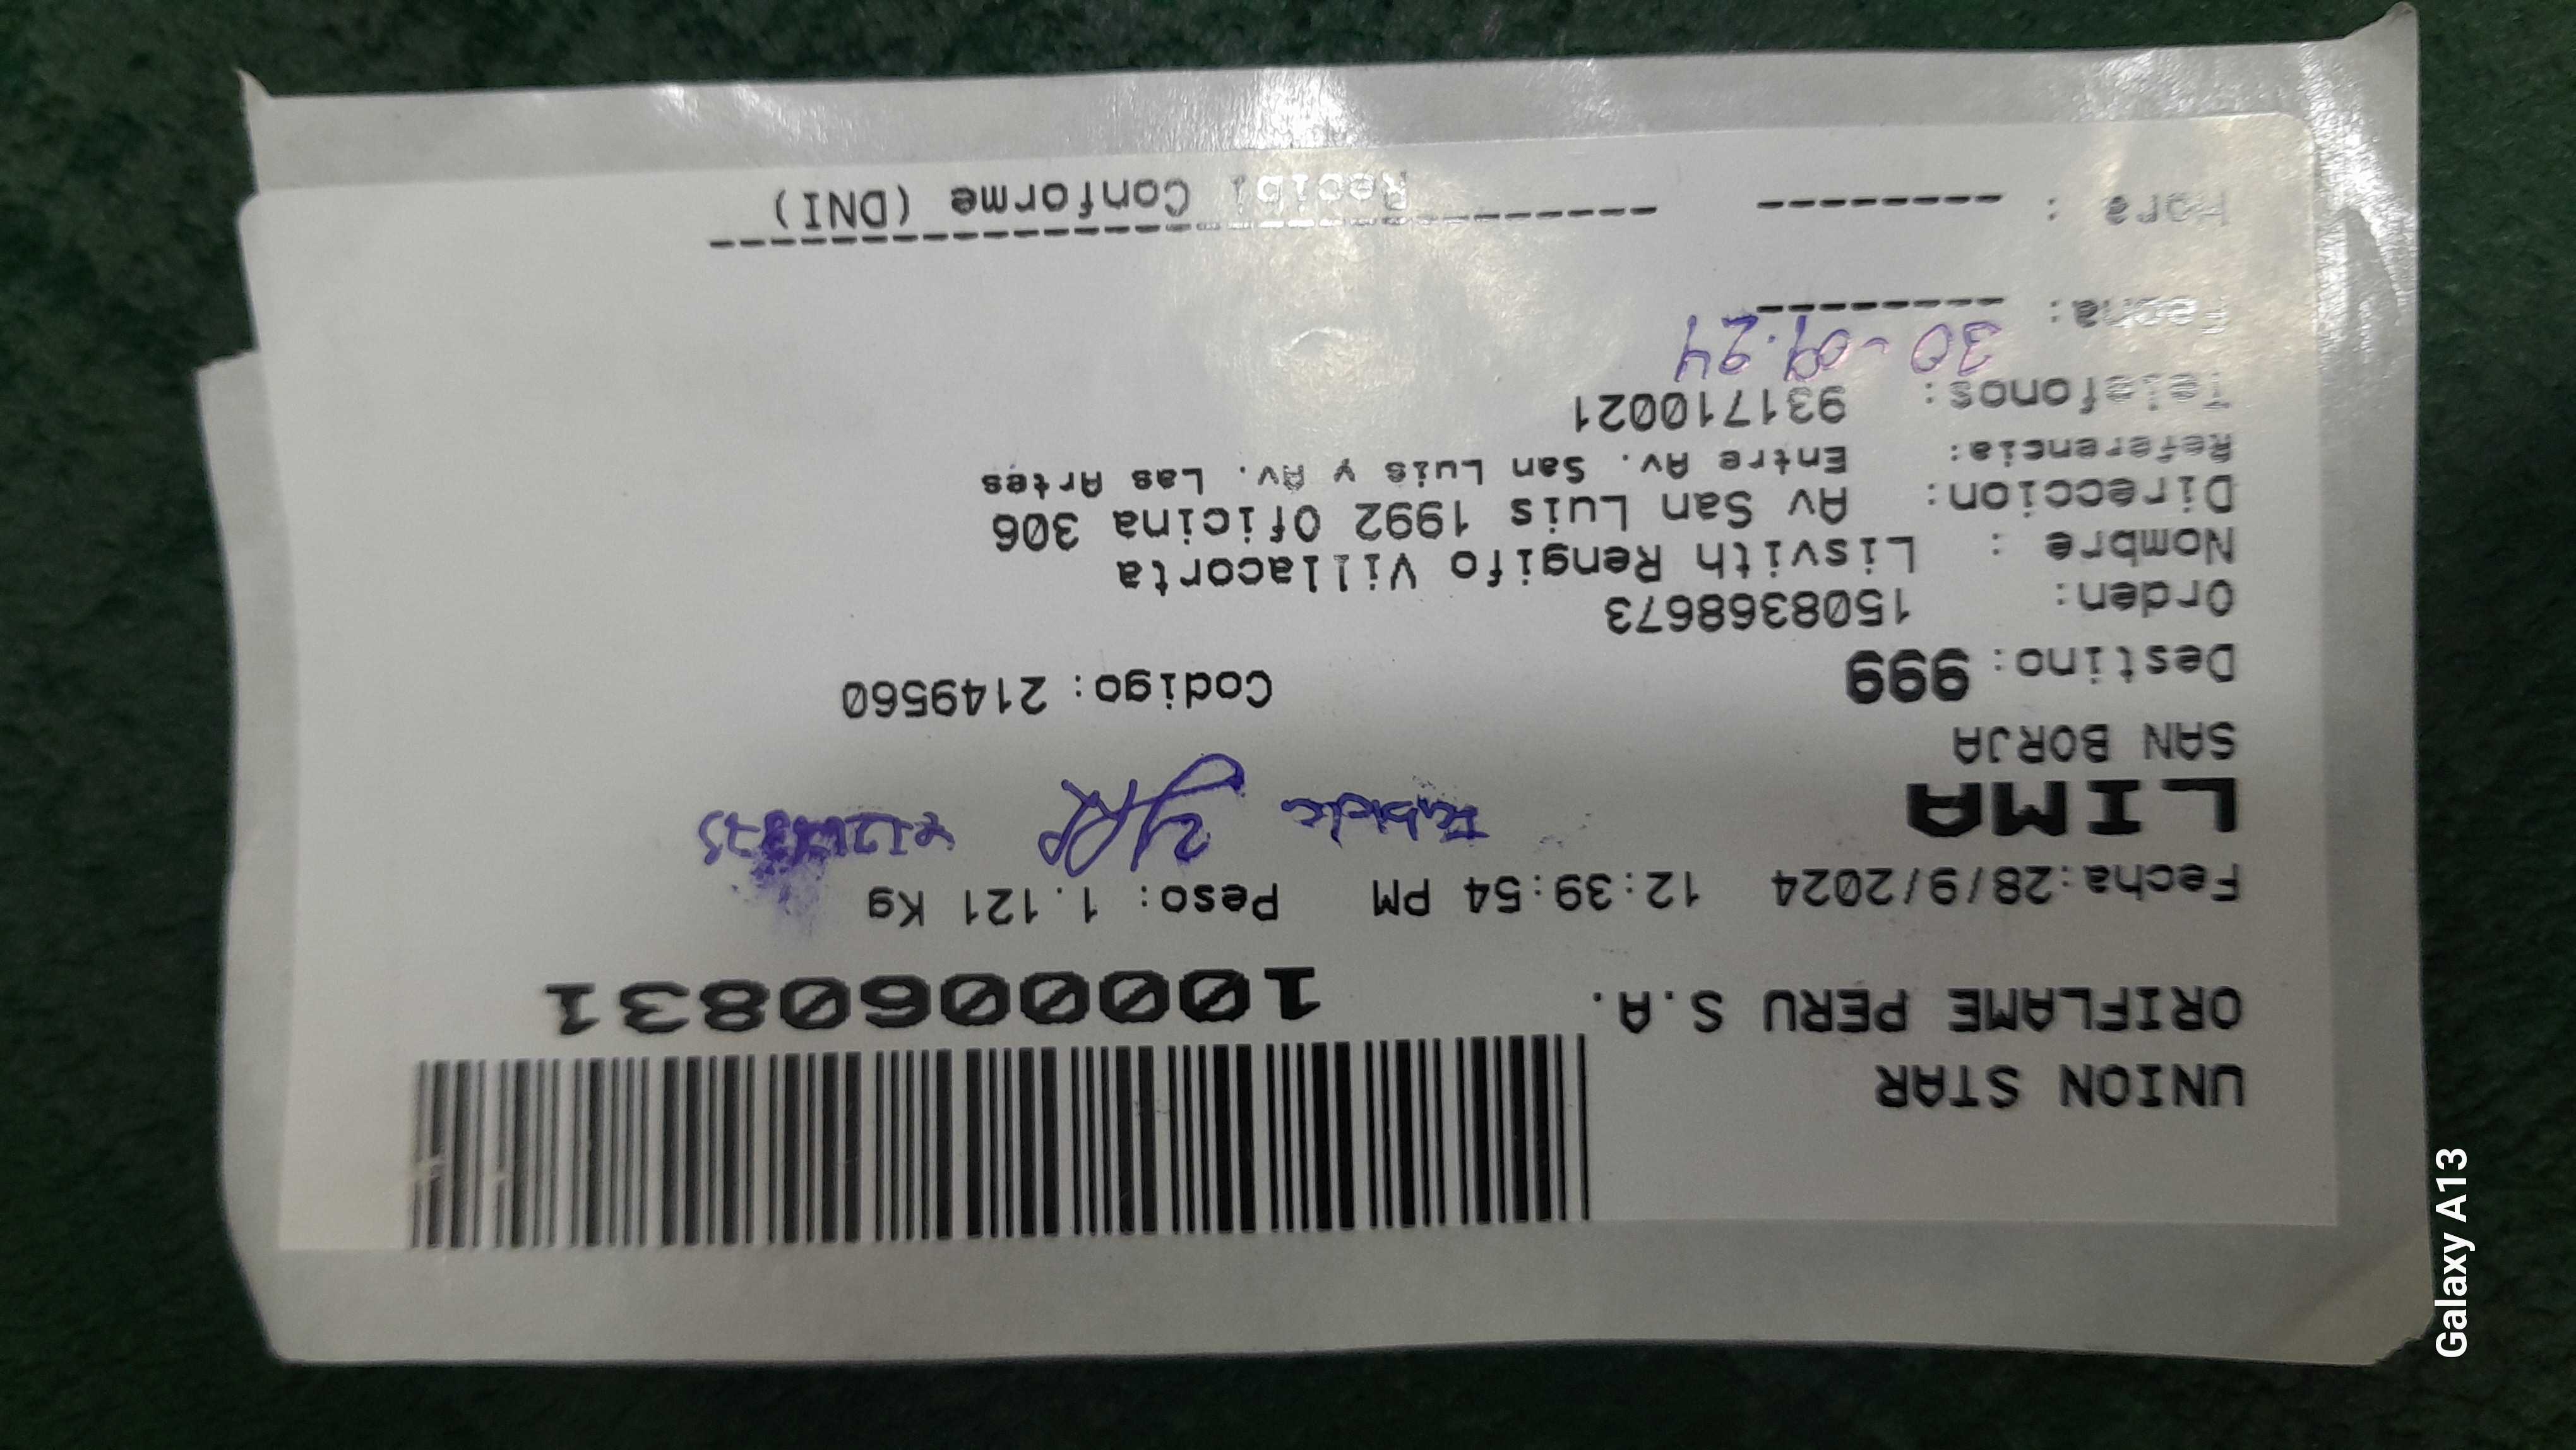 UNION STAR
ORIFLAME PERU S.A.
10000060831
Fecha:28/9/2024 12:39:54 PM Peso: 1.121 Kg
LIMA
SAN BORJA
Destino: 999 Codigo: 2149560
Orden: 1508368673
Nombre : Lisvith Rengifo Villacorta
Direccion: Av San Luis 1992 Oficina 306
Referencia: Entre Av. San Luis y Av. Las Artes
Telefonos: 931710021
Fecha: 30-09.24
Hora :
Recibi Conforme (DNI)
Galaxy A13